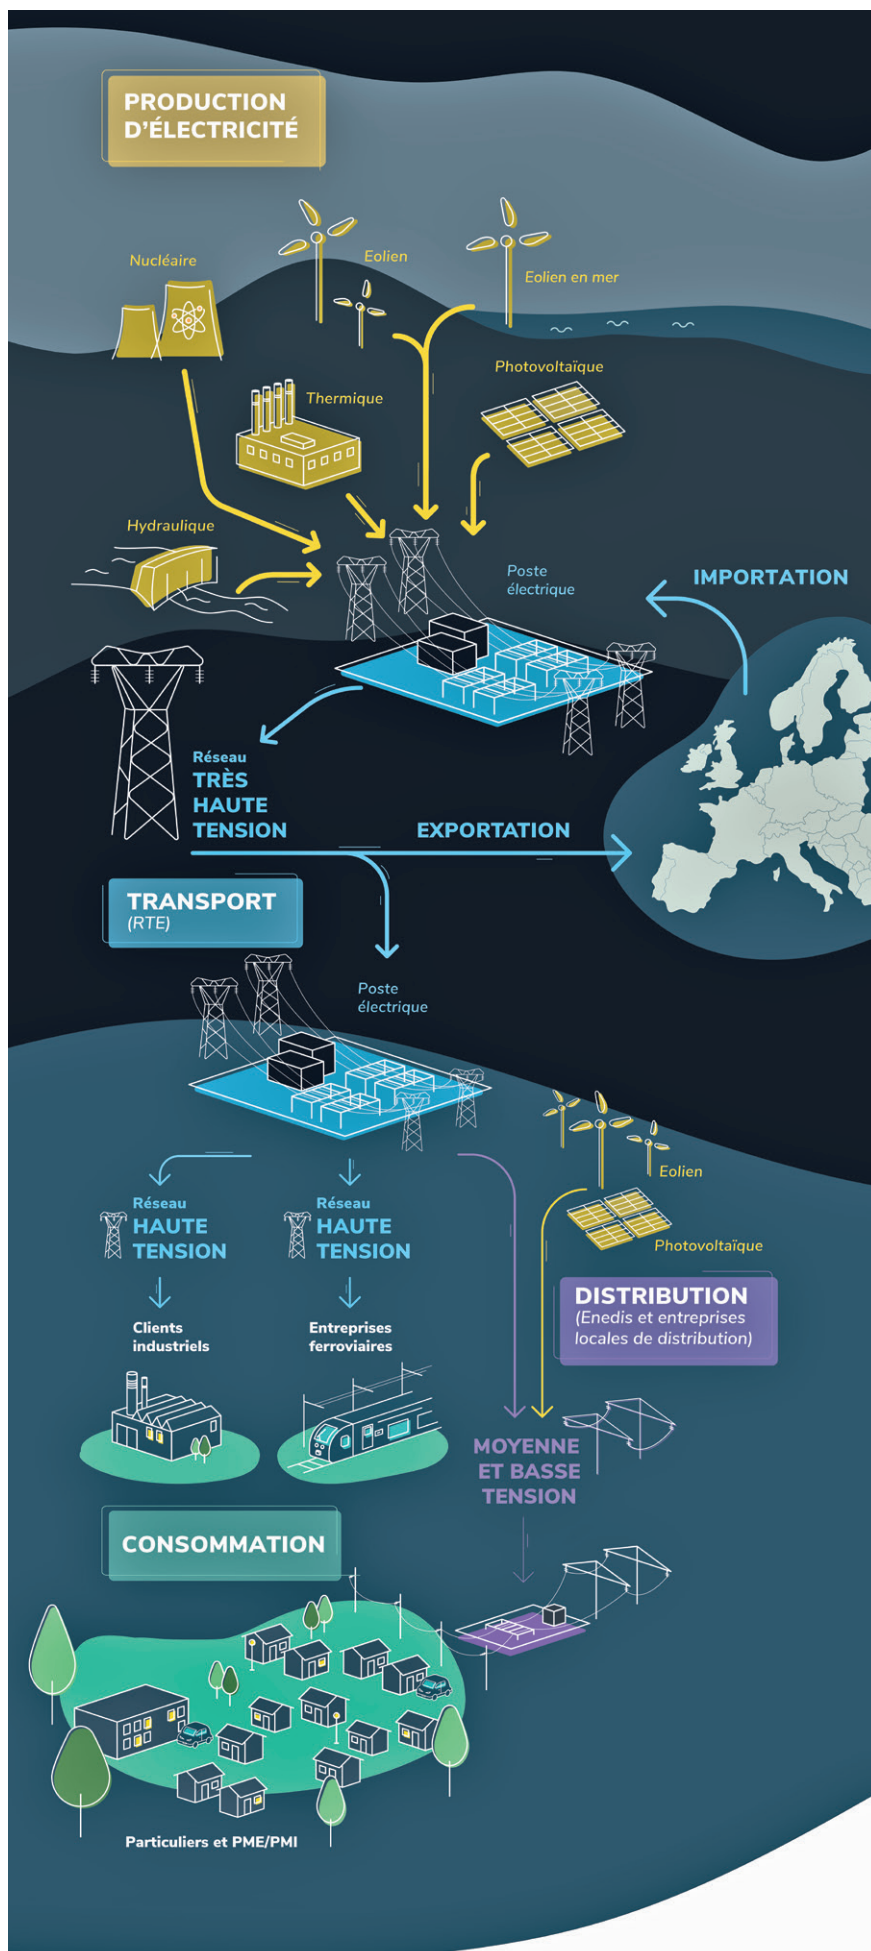 PRODUCTION
D'ÉLECTRICITÉ
Nucléaire
Eolien
Eolien en mer
Thermique
Photovoltaïque
Hydraulique
Poste
électrique
IMPORTATION
Réseau
TRÈS
HAUTE
TENSION
EXPORTATION
TRANSPORT
(RTE)
Poste
électrique
Eolien
Photovoltaïque
Réseau
HAUTE
TENSION
Réseau
HAUTE
TENSION
DISTRIBUTION
(Enedis et entreprises
locales de distribution)
Clients
industriels
Entreprises
ferroviaires
MOYENNE
ET BASSE
TENSION
CONSOMMATION
Particuliers et PME/PMI